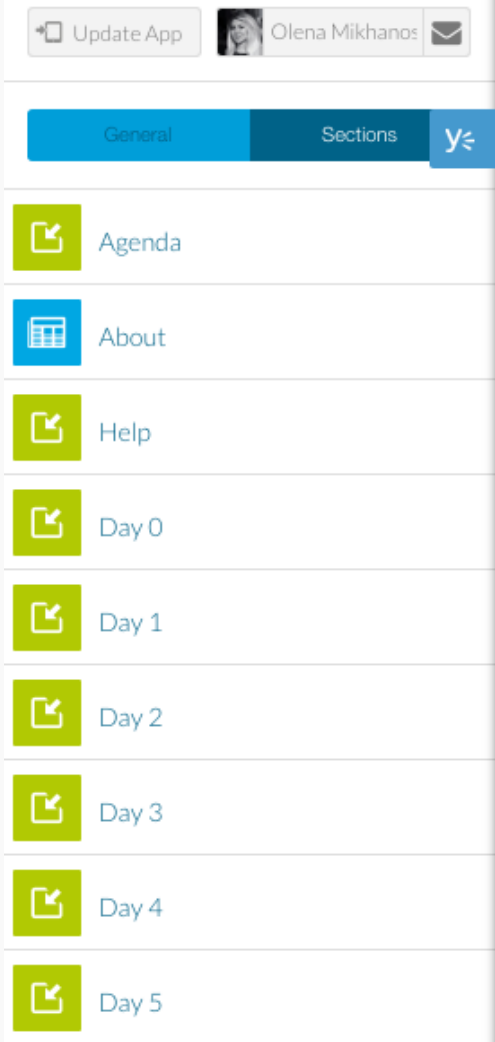 Update App
Olena Mikhanos
General
Sections
y
Agenda
About
Help
Day 0
Day 1
Day 2
Day 3
Day 4
Day 5